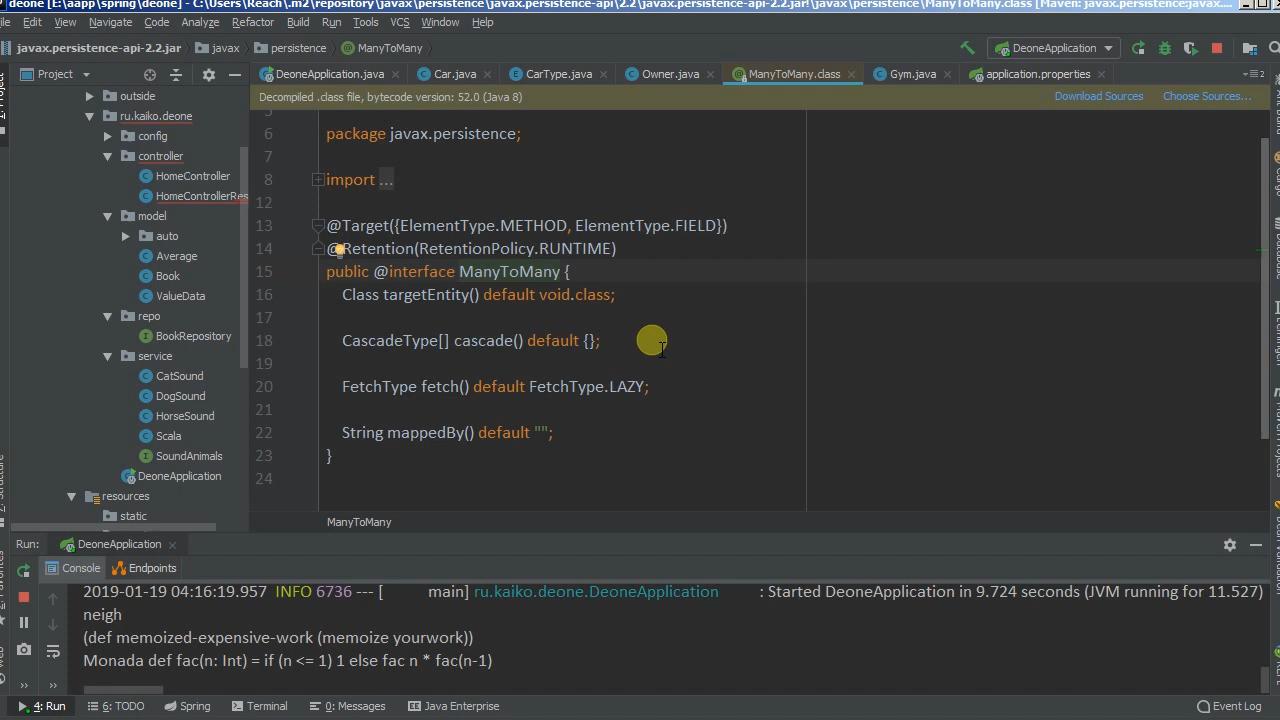 deone [E:\aapp\spring\deone] - C:\Users\Reach\.m2\repository\javax\persistence\javax.persistence-api\2.2\javax.persistence-api-2.2.jar!\javax\persistence\ManyToMany.class [Maven: javax.persistence:javax....
File Edit View Navigate Code Analyze Refactor Build Run Tools VCS Window Help
javax.persistence-api-2.2.jar javax persistence ManyToMany DeoneApplication
Project DeoneApplication.java Car.java CarType.java Owner.java ManyToMany.class Gym.java application.properties
Decompiled .class file, bytecode version: 52.0 (Java 8) Download Sources Choose Sources...
outside
ru.kaiko.deone
config
controller
HomeController
HomeControllerRes
model
auto
Average
Book
ValueData
repo
BookRepository
service
CatSound
DogSound
HorseSound
Scala
SoundAnimals
DeoneApplication
resources
static
5
6 package javax.persistence;
7
8 import ...
12
13 @Target({ElementType.METHOD, ElementType.FIELD})
14 @Retention(RetentionPolicy.RUNTIME)
15 public @interface ManyToMany {
16 Class targetEntity() default void.class;
17
18 CascadeType[] cascade() default {};
19
20 FetchType fetch() default FetchType.LAZY;
21
22 String mappedBy() default "";
23 }
24
ManyToMany
Run: DeoneApplication
Console Endpoints
2019-01-19 04:16:19.957 INFO 6736 --- [ main] ru.kaiko.deone.DeoneApplication : Started DeoneApplication in 9.724 seconds (JVM running for 11.527)
neigh
(def memoized-expensive-work (memoize yourwork))
Monada def fac(n: Int) = if (n <= 1) 1 else fac n * fac(n-1)
4: Run 6: TODO Spring Terminal 0: Messages Java Enterprise Event Log